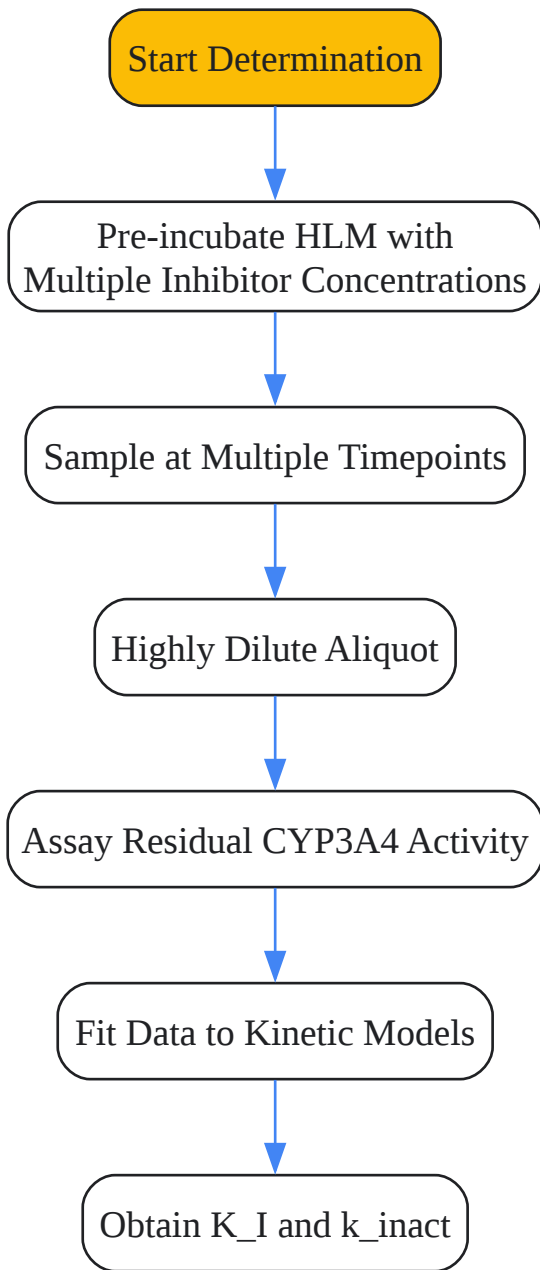 Start Determination
Pre-incubate HLM with
Multiple Inhibitor Concentrations
Sample at Multiple Timepoints
Highly Dilute Aliquot
Assay Residual CYP3A4 Activity
Fit Data to Kinetic Models
Obtain K_I and k_inact